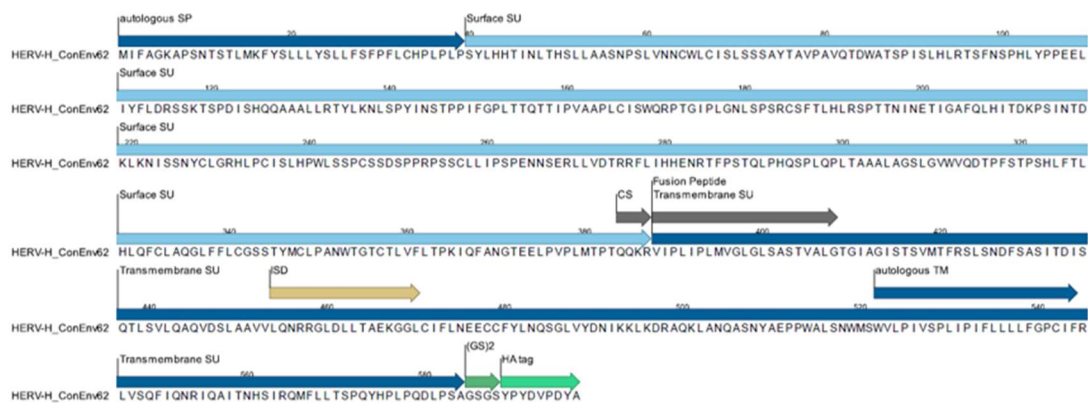 autologous SP Surface SU
20 40 60 80 100
HERV-H_ConEnv62 MIFAGKAPSNTSTLMKFYSLLLYSLLFSFPFLCHPLPLPSYLHHTINLTHSLLAASNPSLVNNCWLCISLSSSAYTAVPAVQTDWATSPISLHLRTSFNSPHLYPPEEL
Surface SU
120 140 160 180 200
HERV-H_ConEnv62 IYFLDRSSKTSPDISHQQAAALLRTYLKNLSPYINSTPPIFGPLTTQTTIPVAAPLCISWQRPTGIPLGNLSPSRCSFTLHLRSPTTNINETIGAFQLHITDKPSINTD
Surface SU
220 240 260 280 300 320
HERV-H_ConEnv62 KLKNISSNYCLGRHLPCISLHPWLSSPCSSDSPPRPSSCLLIPSPENNSERLLVDTRRFLIHHENRTFPSTQLPHQSPLQPLTAAALAGSLGVWVQDTPFSTPSHLFTL
Fusion Peptide
Surface SU CS Transmembrane SU
340 360 380 400 420
HERV-H_ConEnv62 HLQFCLAQGLFFLCGSSTYMCLPANWTGTCTLVFLTPKIQFANGTEELPVPLMTPTQQKRVIPLIPLMVGLGLSASTVALGTGIAGISTSVMTFRSLSNDFSASITDIS
Transmembrane SU ISD autologous TM
440 460 480 500 520 540
HERV-H_ConEnv62 QTLSVLQAQVDSLAAVVLQNRRGLDLLTAEKGGLCIFLNEECCFYLNQSGLVYDNIKKLKDRAQKLANQASNYAEPPWALSNWMSWVLPIVSPLIPIFLLLLFGPCIFR
Transmembrane SU (GS)2 HA tag
560 580
HERV-H_ConEnv62 LVSQFIQNRIQAITNHSIRQMFLLTSPQYHPLPQDLPSAGSGSYPYDVPDYA